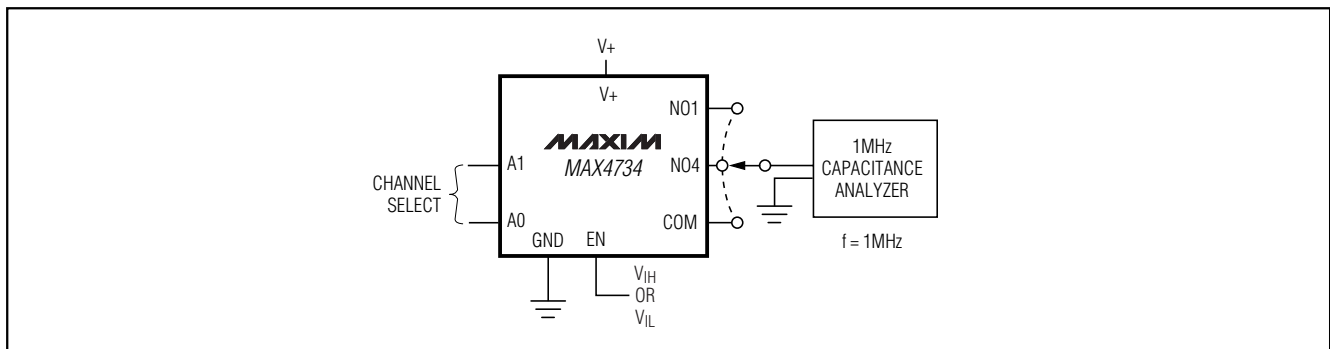 V+
V+
NO1
MAXIM
MAX4734
A1
NO4
1MHz
CAPACITANCE
ANALYZER
CHANNEL
SELECT
A0
COM
GND
EN
f = 1MHz
VIH
OR
VIL